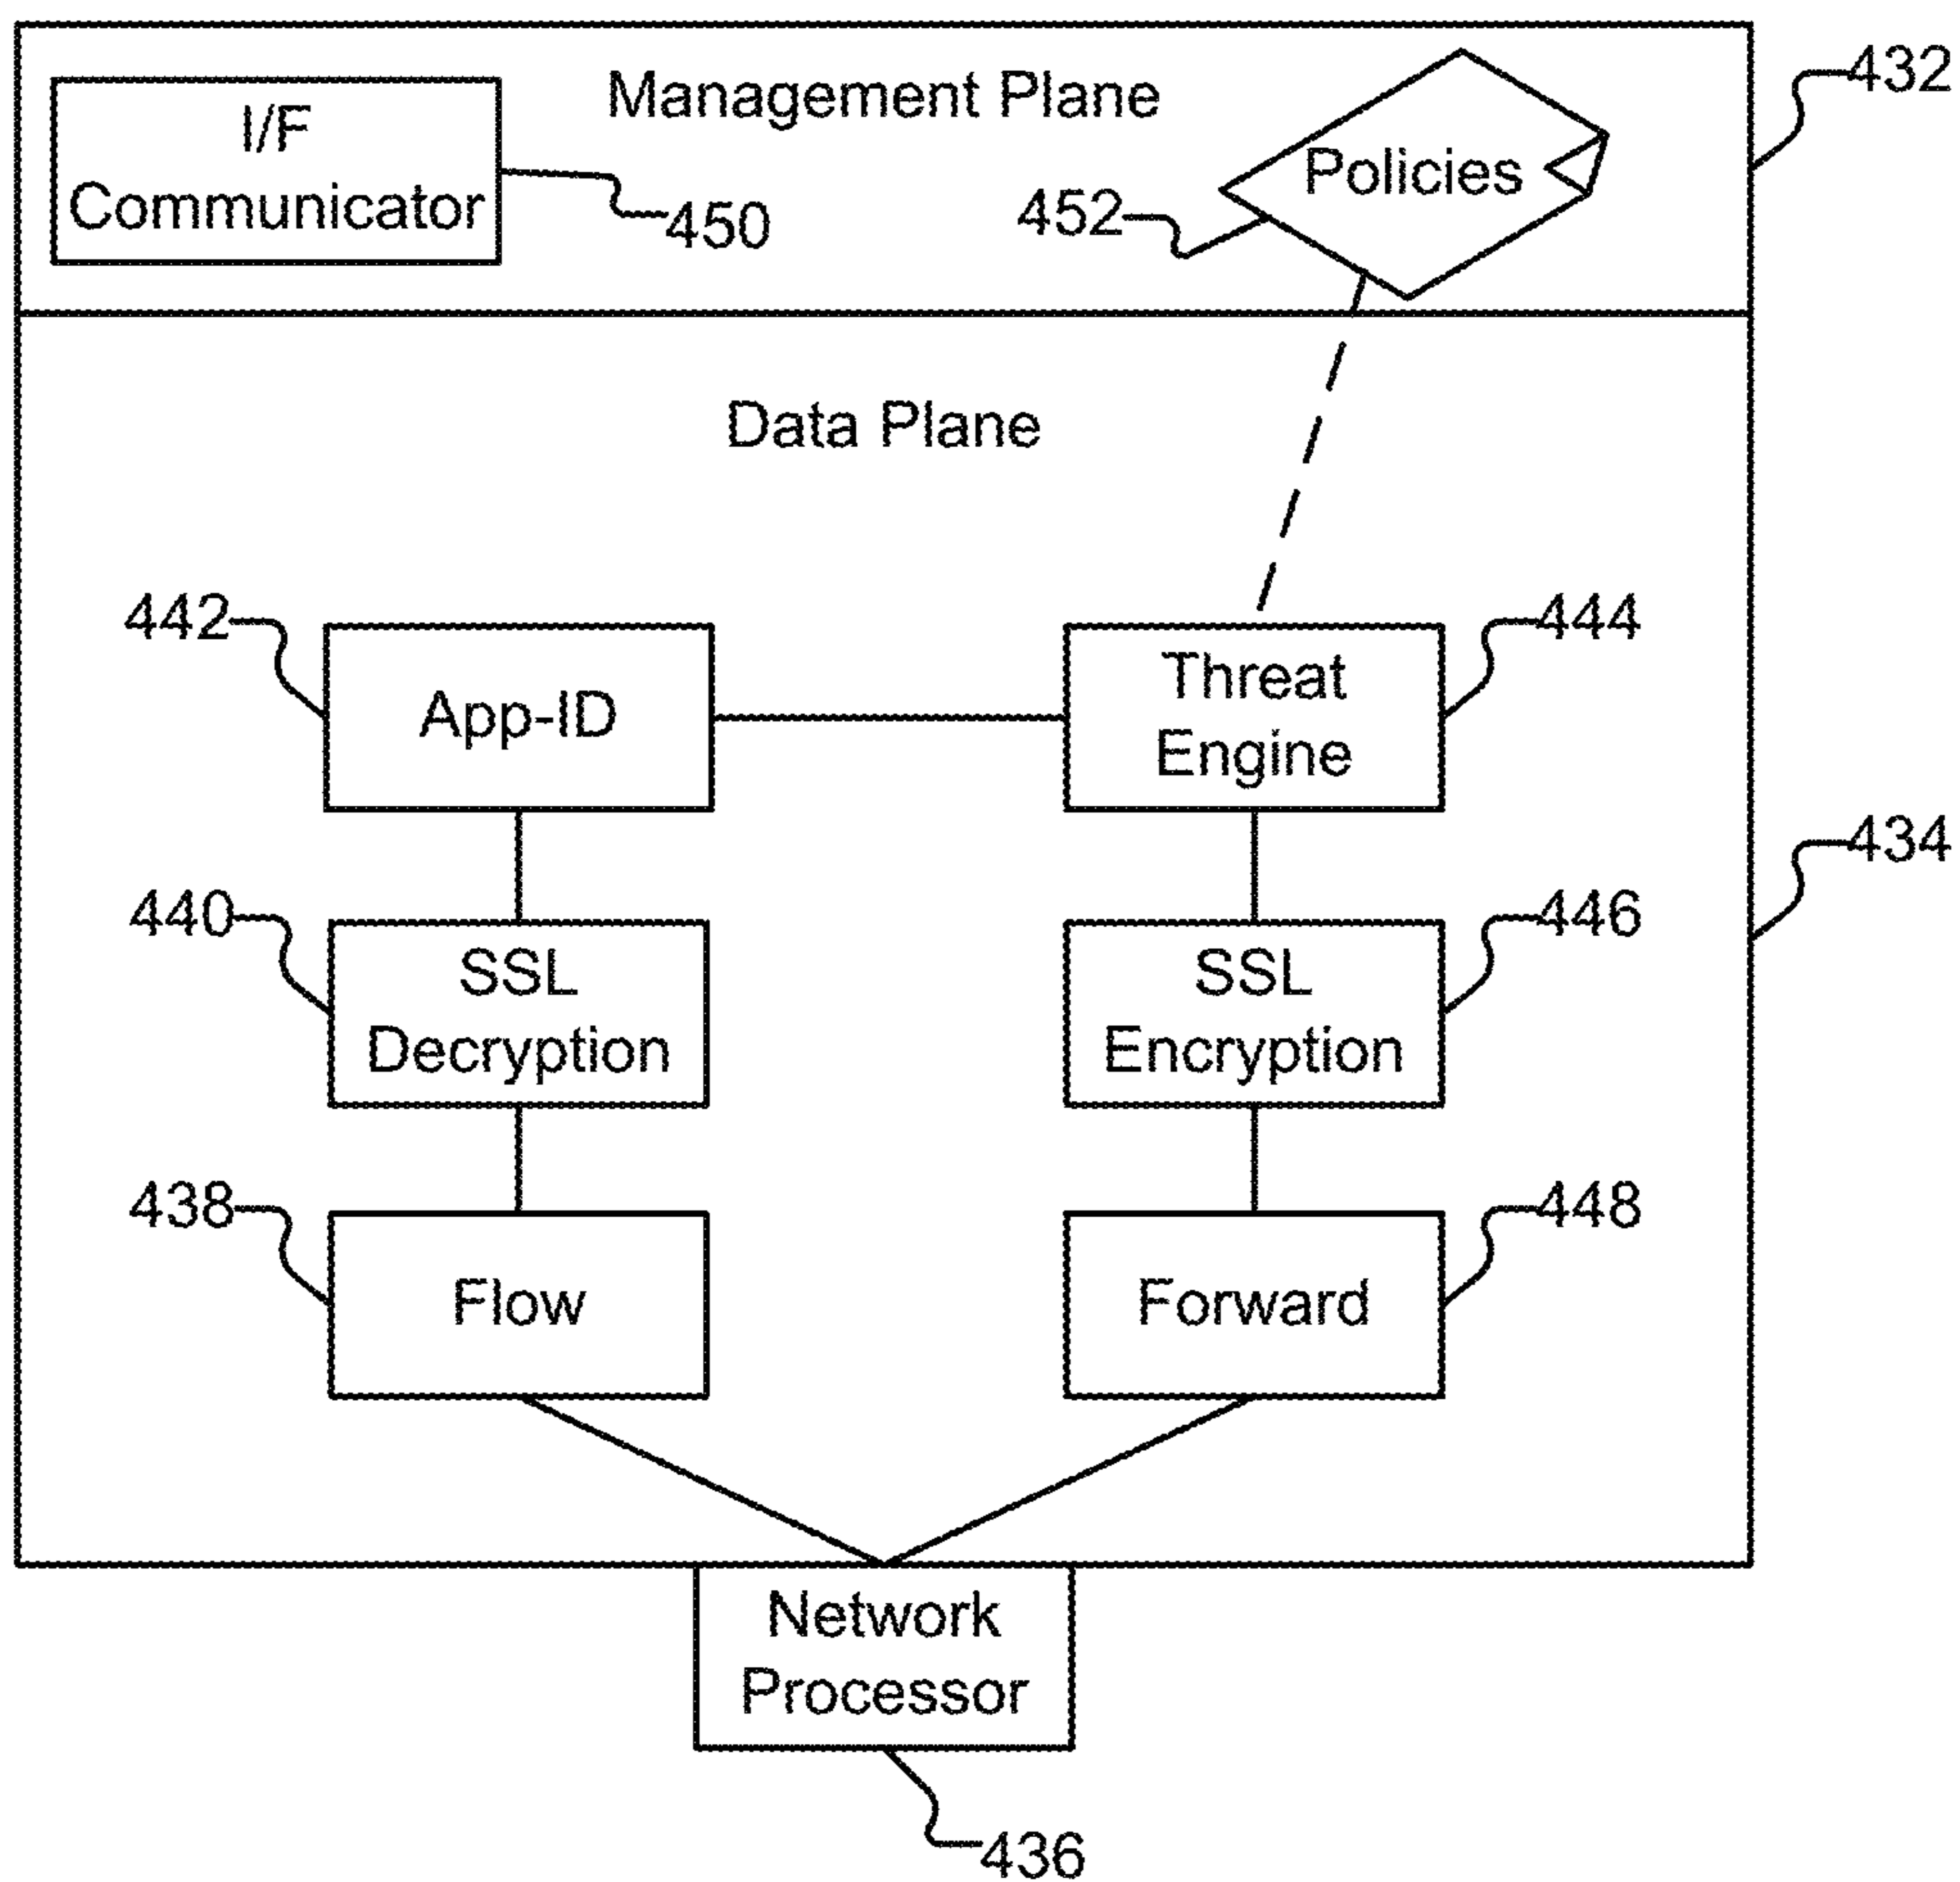 Management Plane
432
I/F
Communicator
450
Policies
452
Data Plane
442
App-ID
Threat
Engine
444
434
440
SSL
Decryption
SSL
Encryption
446
438
Flow
Forward
448
Network
Processor
436